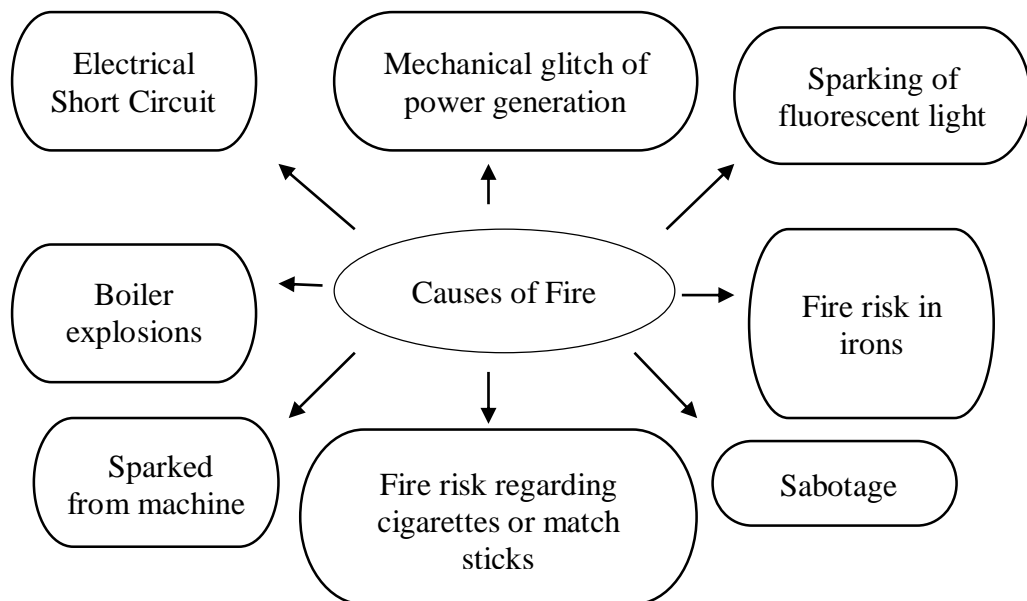 Electrical
Short Circuit
Mechanical glitch of
power generation
Sparking of
fluorescent light
Boiler
explosions
Causes of Fire
Fire risk in
irons
Sparked
from machine
Fire risk regarding
cigarettes or match
sticks
Sabotage